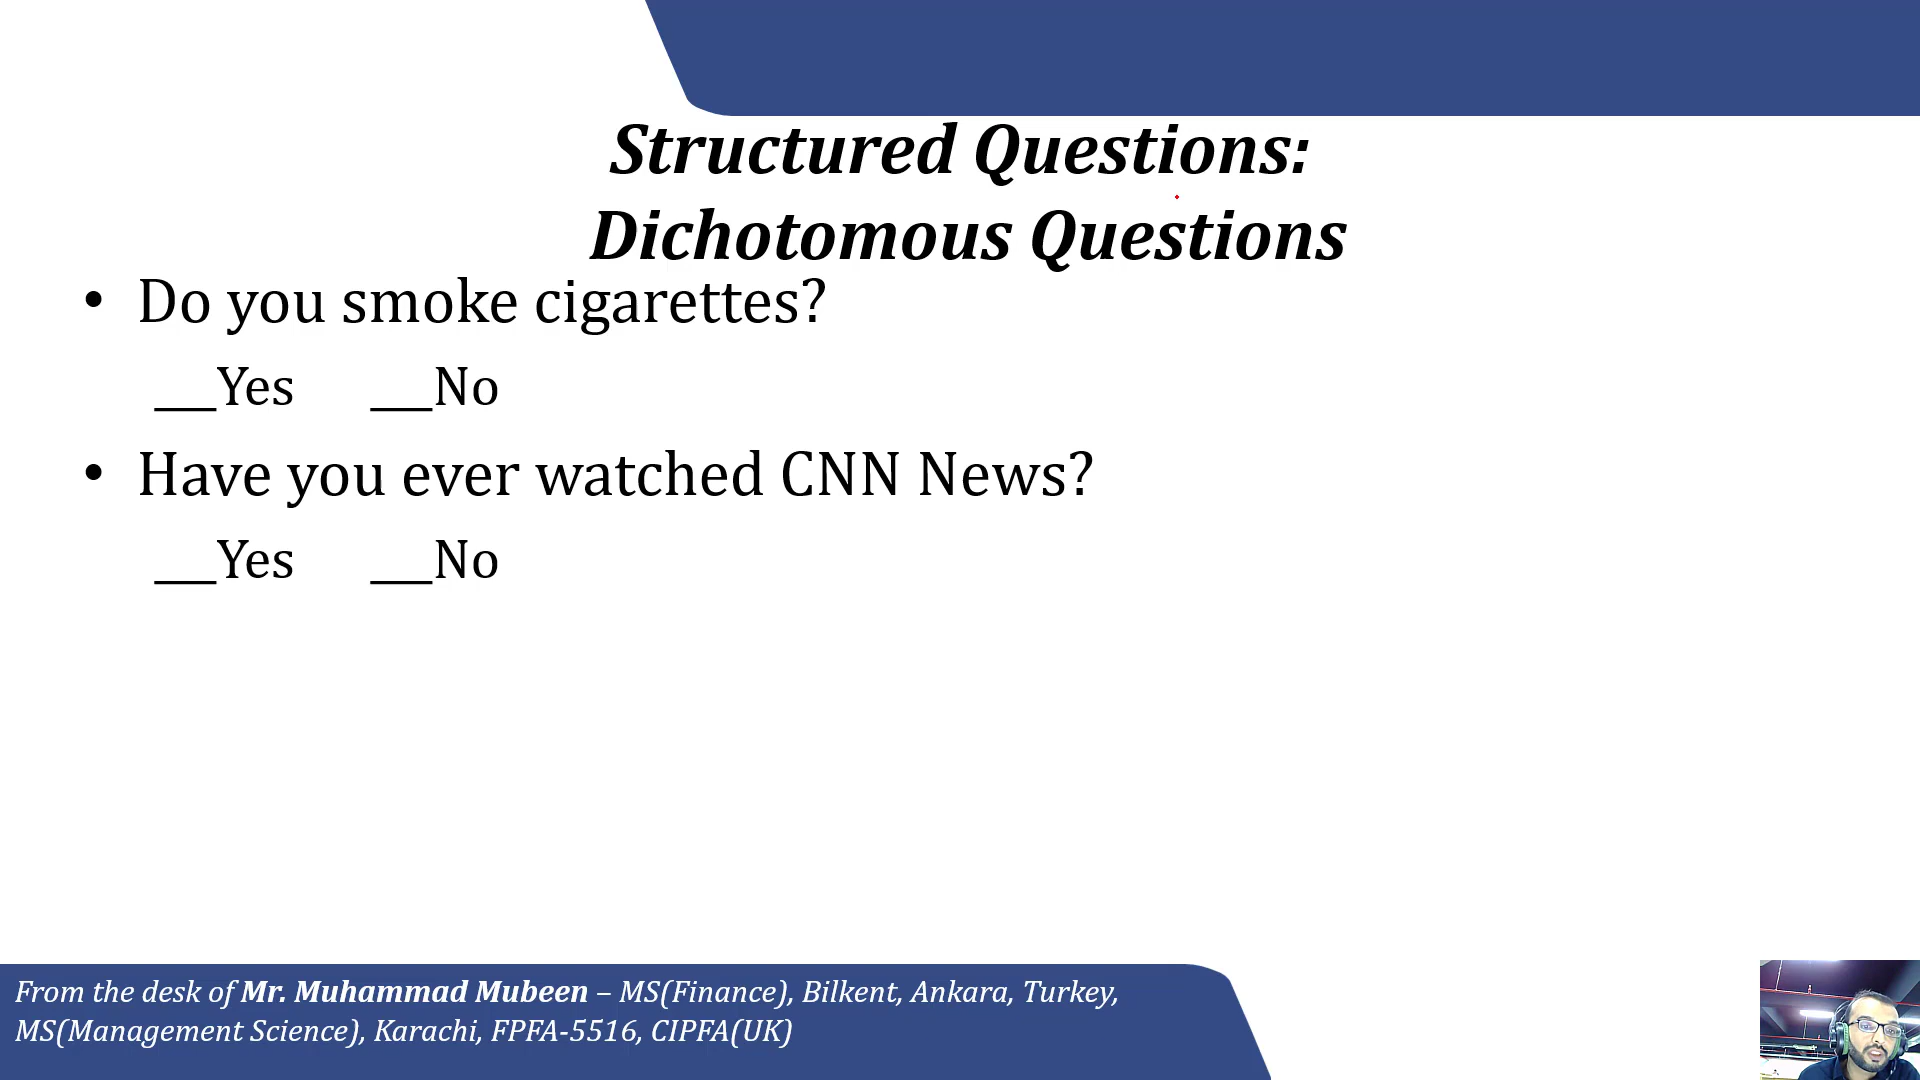 Structured Questions:
Dichotomous Questions
• Do you smoke cigarettes?
___Yes ___No
• Have you ever watched CNN News?
___Yes ___No
From the desk of Mr. Muhammad Mubeen – MS(Finance), Bilkent, Ankara, Turkey,
MS(Management Science), Karachi, FPFA-5516, CIPFA(UK)